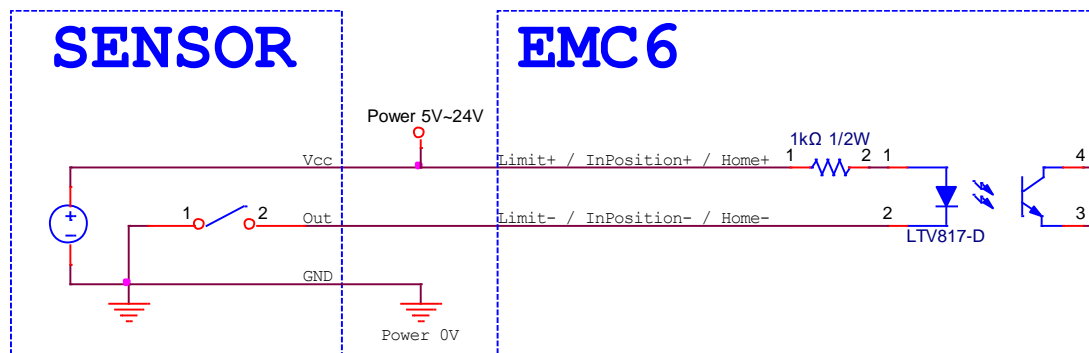 SENSOR
EMC6
Power 5V~24V
1kΩ 1/2W
Vcc
Limit+ / InPosition+ / Home+
1
2
1
4
+
−
1
2
Out
Limit- / InPosition- / Home-
2
3
LTV817-D
GND
Power 0V